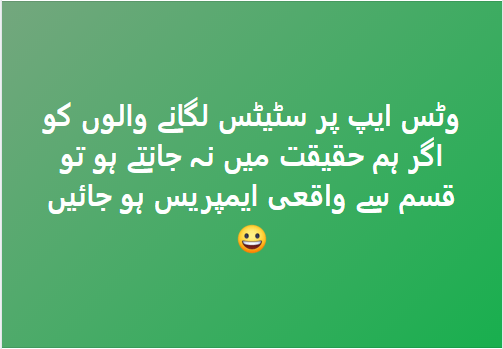 وٹس ایپ پر سٹیٹس لگانے والوں کو
اگر ہم حقیقت میں نہ جانتے ہو تو
قسم سے واقعی ایمپریس ہو جائیں
😀